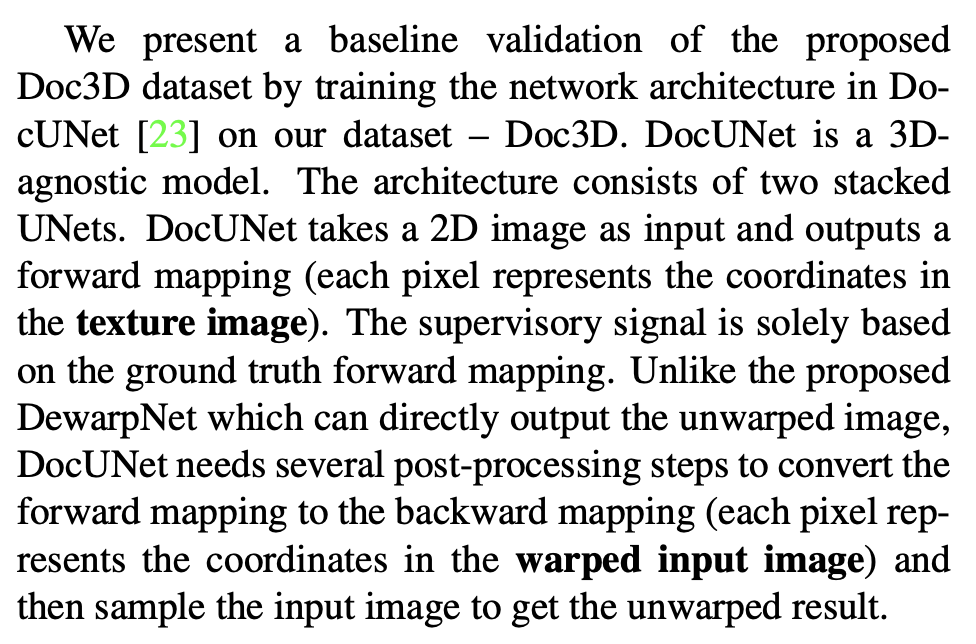 We present a baseline validation of the proposed
Doc3D dataset by training the network architecture in Do-
cUNet [23] on our dataset – Doc3D. DocUNet is a 3D-
agnostic model. The architecture consists of two stacked
UNets. DocUNet takes a 2D image as input and outputs a
forward mapping (each pixel represents the coordinates in
the texture image). The supervisory signal is solely based
on the ground truth forward mapping. Unlike the proposed
DewarpNet which can directly output the unwarped image,
DocUNet needs several post-processing steps to convert the
forward mapping to the backward mapping (each pixel rep-
resents the coordinates in the warped input image) and
then sample the input image to get the unwarped result.